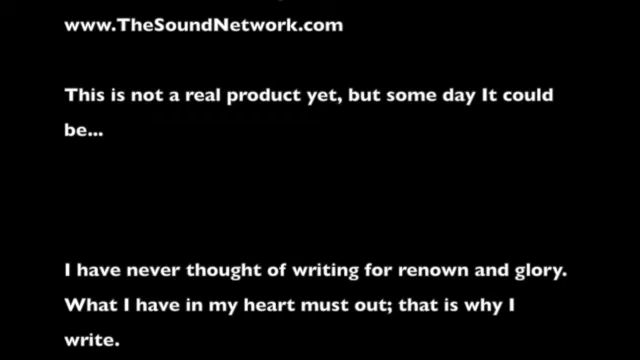 www.TheSoundNetwork.com
This is not a real product yet, but some day It could
be...
I have never thought of writing for renown and glory.
What I have in my heart must out; that is why I
write.